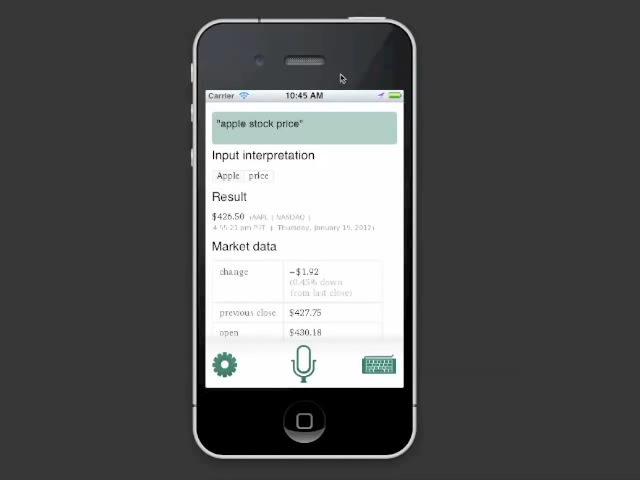 Carrier 10:45 AM
"apple stock price"
Input interpretation
Apple price
Result
$426.50 (AAPL | NASDAQ |
4:55:21 pm PST | Thursday, January 19, 2012)
Market data
change −$1.92
(0.45% down
from last close)
previous close $427.75
open $430.18